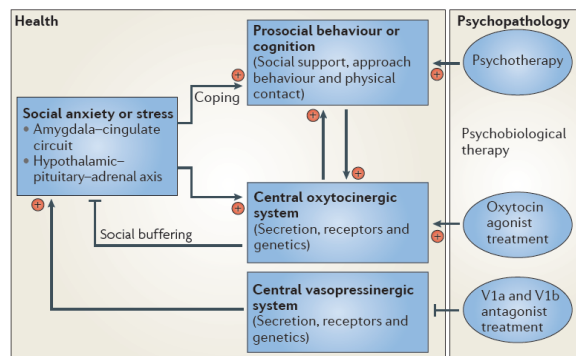 Health
Psychopathology
Prosocial behaviour or
cognition
(Social support, approach
behaviour and physical
contact)
Psychotherapy
+
+
Coping
Social anxiety or stress
• Amygdala–cingulate
circuit
• Hypothalamic–
pituitary–adrenal axis
+
+
Psychobiological
therapy
+
+
+
Central oxytocinergic
system
(Secretion, receptors and
genetics)
Oxytocin
agonist
treatment
Social buffering
Central vasopressinergic
system
(Secretion, receptors and
genetics)
V1a and V1b
antagonist
treatment